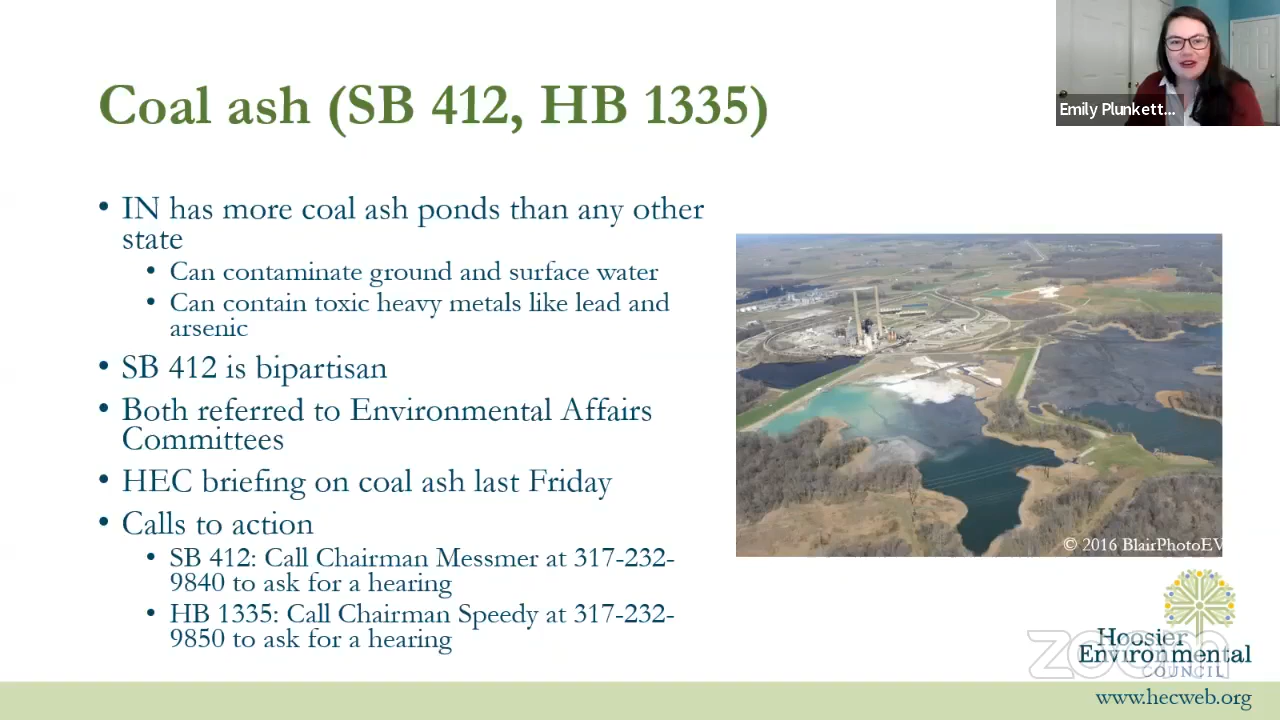 Coal ash (SB 412, HB 1335)
Emily Plunkett...
• IN has more coal ash ponds than any other
state
• Can contaminate ground and surface water
• Can contain toxic heavy metals like lead and
arsenic
• SB 412 is bipartisan
• Both referred to Environmental Affairs
Committees
• HEC briefing on coal ash last Friday
• Calls to action
• SB 412: Call Chairman Messmer at 317-232-
9840 to ask for a hearing
• HB 1335: Call Chairman Speedy at 317-232-
9850 to ask for a hearing
© 2016 BlairPhotoEV
zoom
Hoosier
Environmental
COUNCIL
www.hecweb.org